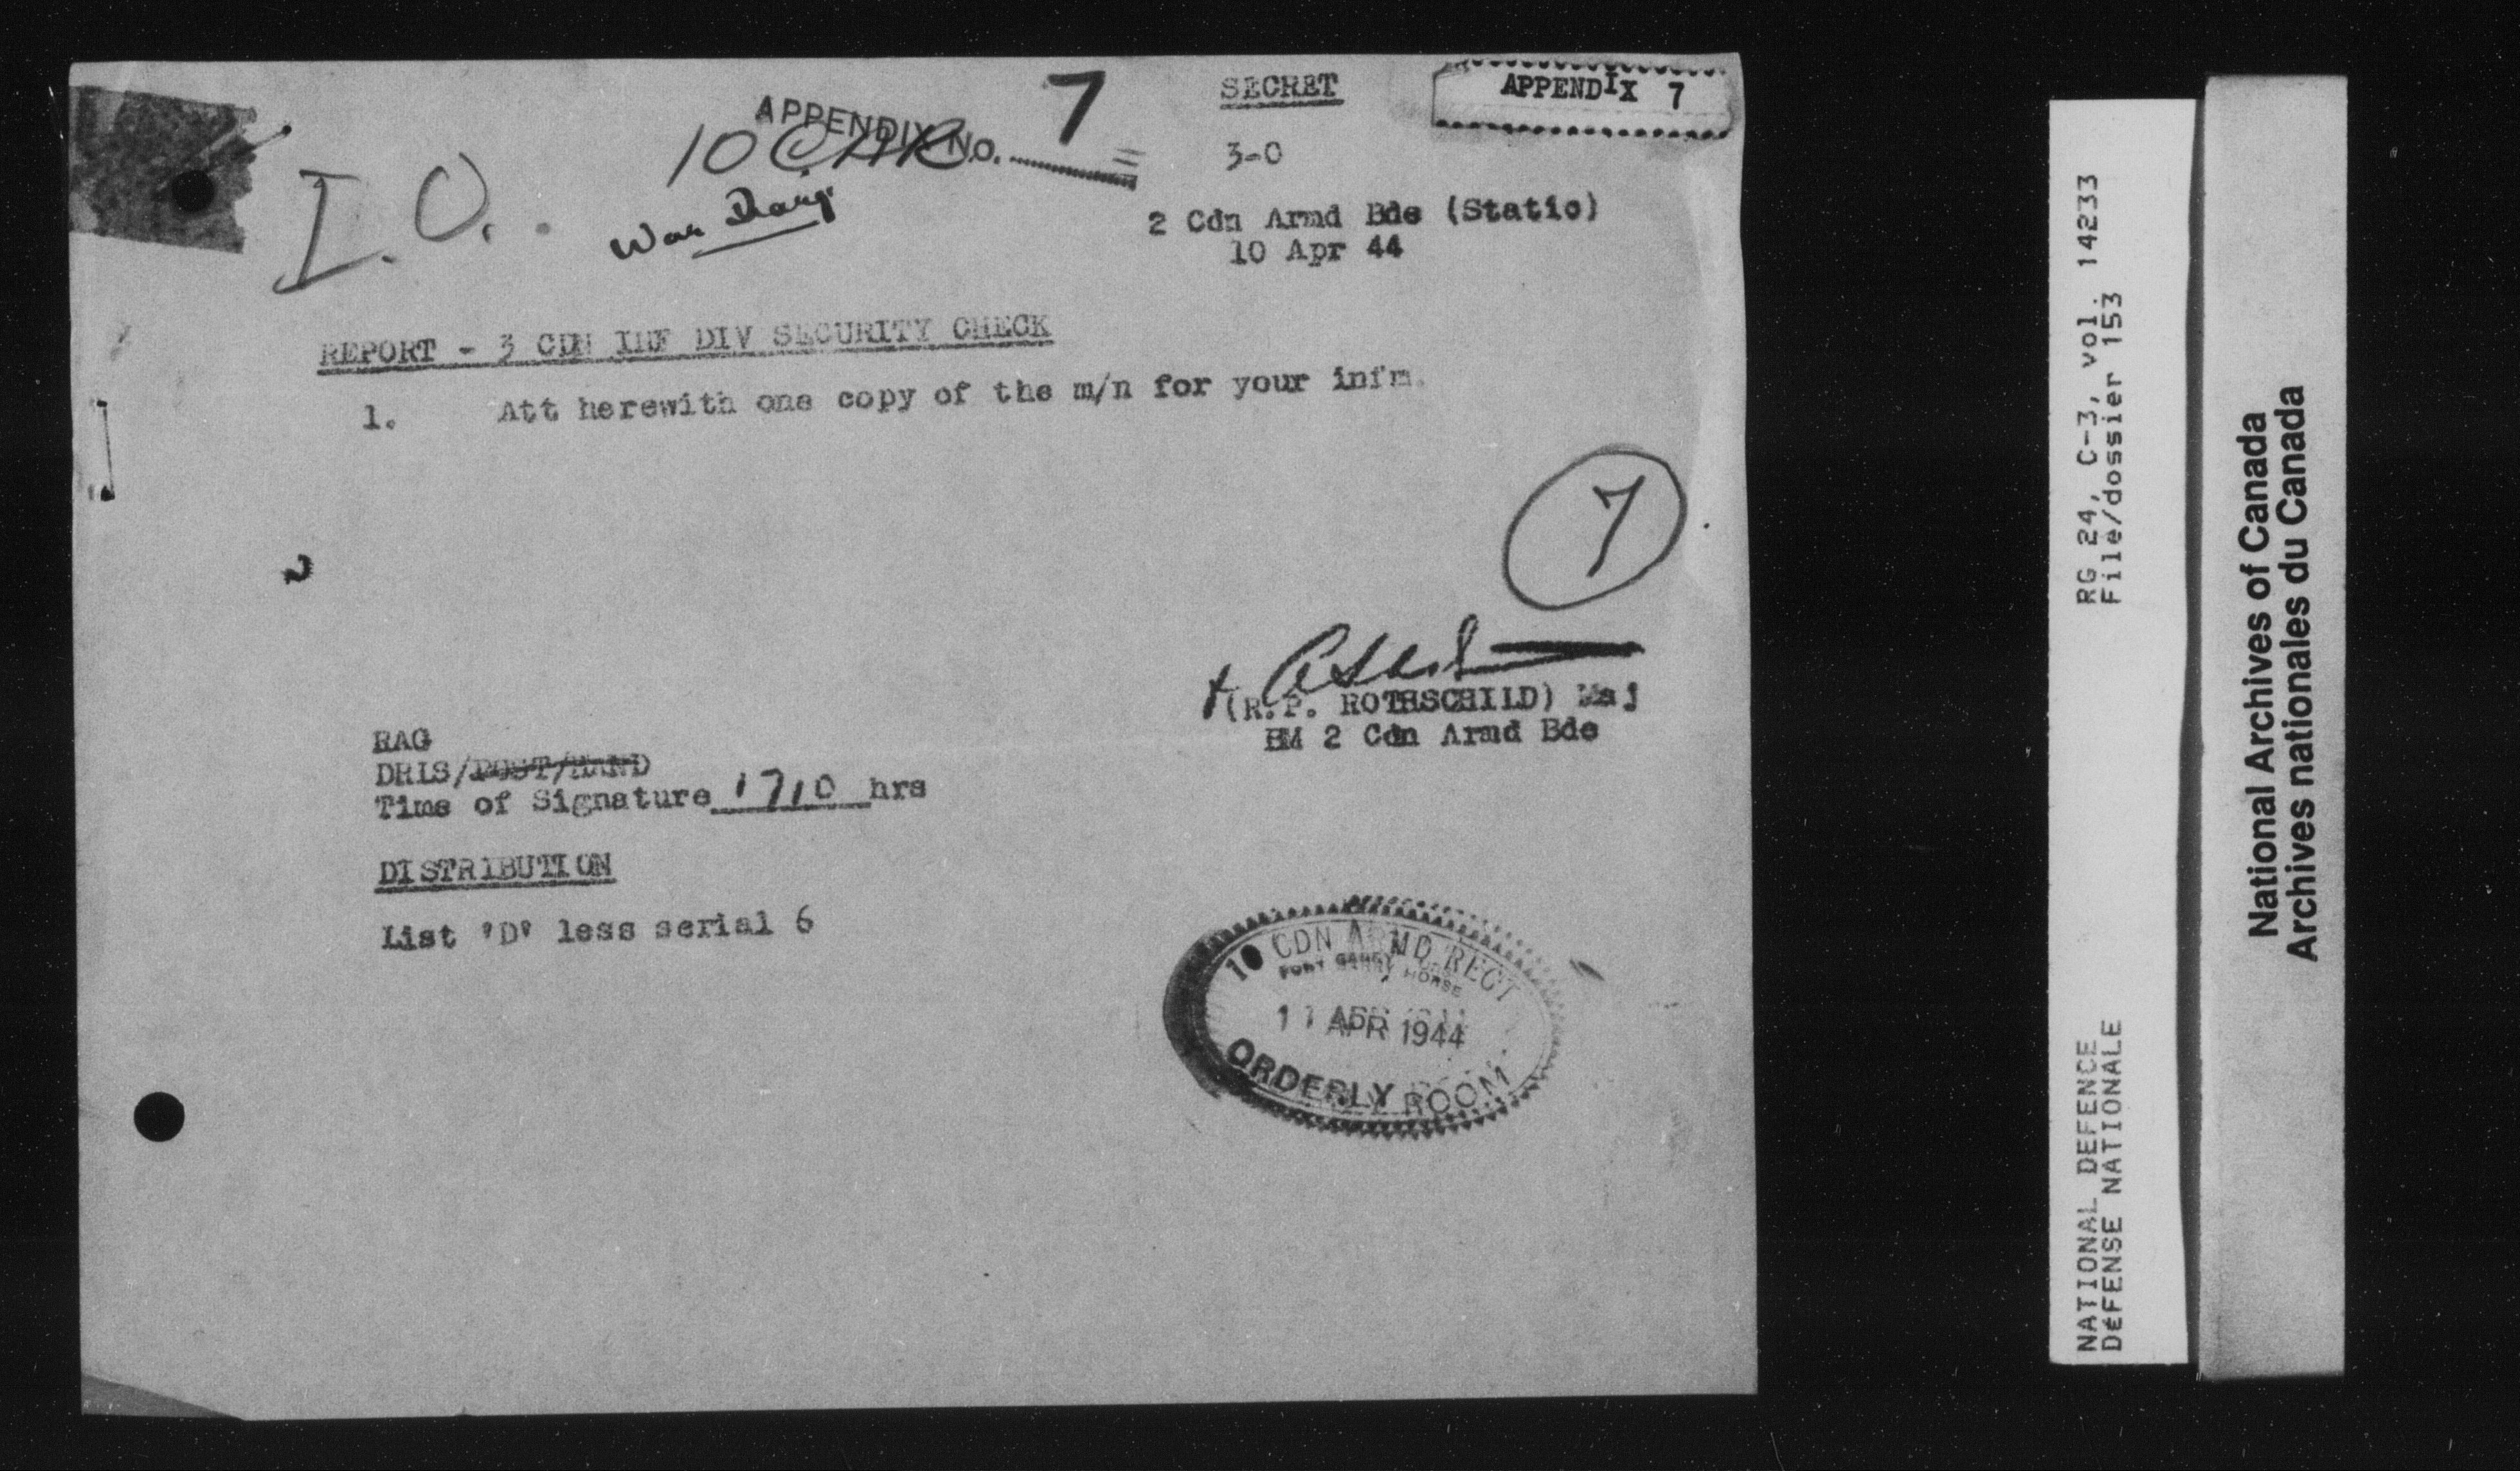 SECRET
APPENDIX 7
APPENDIX NO. 7
10 CAR
3-0
I.O.
War Diary
2 Cdn Armd Bde (Static)
10 Apr 44
REPORT - 3 CDN INF DIV SECURITY CHECK
1. Att herewith one copy of the m/n for your infm.
7
(R.P. ROTHSCHILD) Maj
BM 2 Cdn Armd Bde
RAG
DRLS/POST/HAND
Time of Signature 1710 hrs
DISTRIBUTION
List 'D' less serial 6
10 CDN ARMD REGT
FORT GARRY HORSE
11 APR 1944
ORDERLY ROOM
RG 24, C-3, vol. 14233
File/dossier 153
NATIONAL DEFENCE
DÉFENSE NATIONALE
National Archives of Canada
Archives nationales du Canada